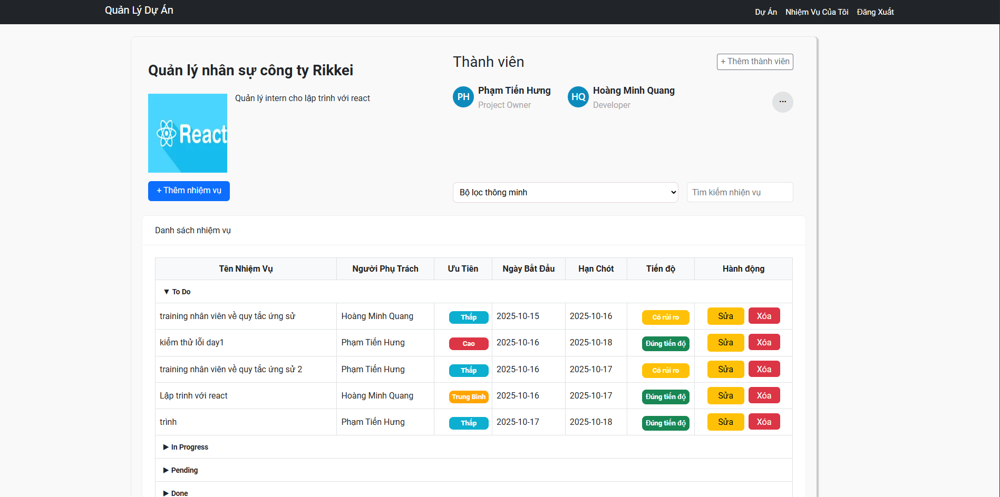 Quản Lý Dự Án
Dự Án Nhiệm Vụ Của Tôi Đăng Xuất
Quản lý nhân sự công ty Rikkei
React
Quản lý intern cho lập trình với react
+ Thêm nhiệm vụ
Thành viên
+ Thêm thành viên
PH Phạm Tiến Hưng
Project Owner
HQ Hoàng Minh Quang
Developer
...
Bộ lọc thông minh
Tìm kiếm nhiện vụ
Danh sách nhiệm vụ
Tên Nhiệm Vụ Người Phụ Trách Ưu Tiên Ngày Bắt Đầu Hạn Chót Tiến độ Hành động
▼ To Do
training nhân viên về quy tắc ứng sử Hoàng Minh Quang Thấp 2025-10-15 2025-10-16 Có rủi ro Sửa Xóa
kiểm thử lỗi day1 Phạm Tiến Hưng Cao 2025-10-16 2025-10-18 Đúng tiến độ Sửa Xóa
training nhân viên về quy tắc ứng sử 2 Phạm Tiến Hưng Thấp 2025-10-16 2025-10-17 Có rủi ro Sửa Xóa
Lập trinh với react Hoàng Minh Quang Trung Bình 2025-10-16 2025-10-17 Đúng tiến độ Sửa Xóa
trình Phạm Tiến Hưng Thấp 2025-10-17 2025-10-18 Đúng tiến độ Sửa Xóa
▶ In Progress
▶ Pending
▶ Done